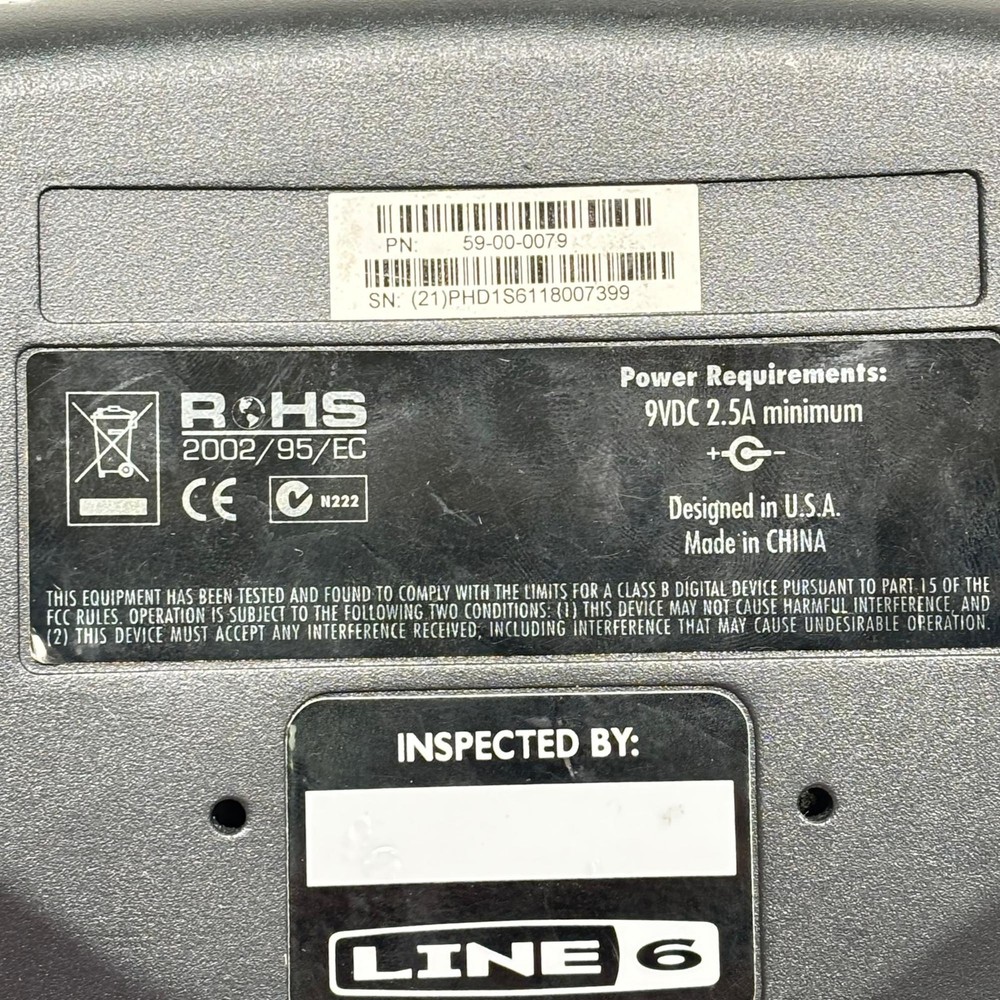 PN: 59-00-0079
SN: (21)PHD1S6118007399
RoHS
2002/95/EC
CE N222
Power Requirements:
9VDC 2.5A minimum
+ -
Designed in U.S.A.
Made in CHINA
THIS EQUIPMENT HAS BEEN TESTED AND FOUND TO COMPLY WITH THE LIMITS FOR A CLASS B DIGITAL DEVICE PURSUANT TO PART 15 OF THE
FCC RULES. OPERATION IS SUBJECT TO THE FOLLOWING TWO CONDITIONS: (1) THIS DEVICE MAY NOT CAUSE HARMFUL INTERFERENCE, AND
(2) THIS DEVICE MUST ACCEPT ANY INTERFERENCE RECEIVED, INCLUDING INTERFERENCE THAT MAY CAUSE UNDESIRABLE OPERATION.
INSPECTED BY:
LINE 6